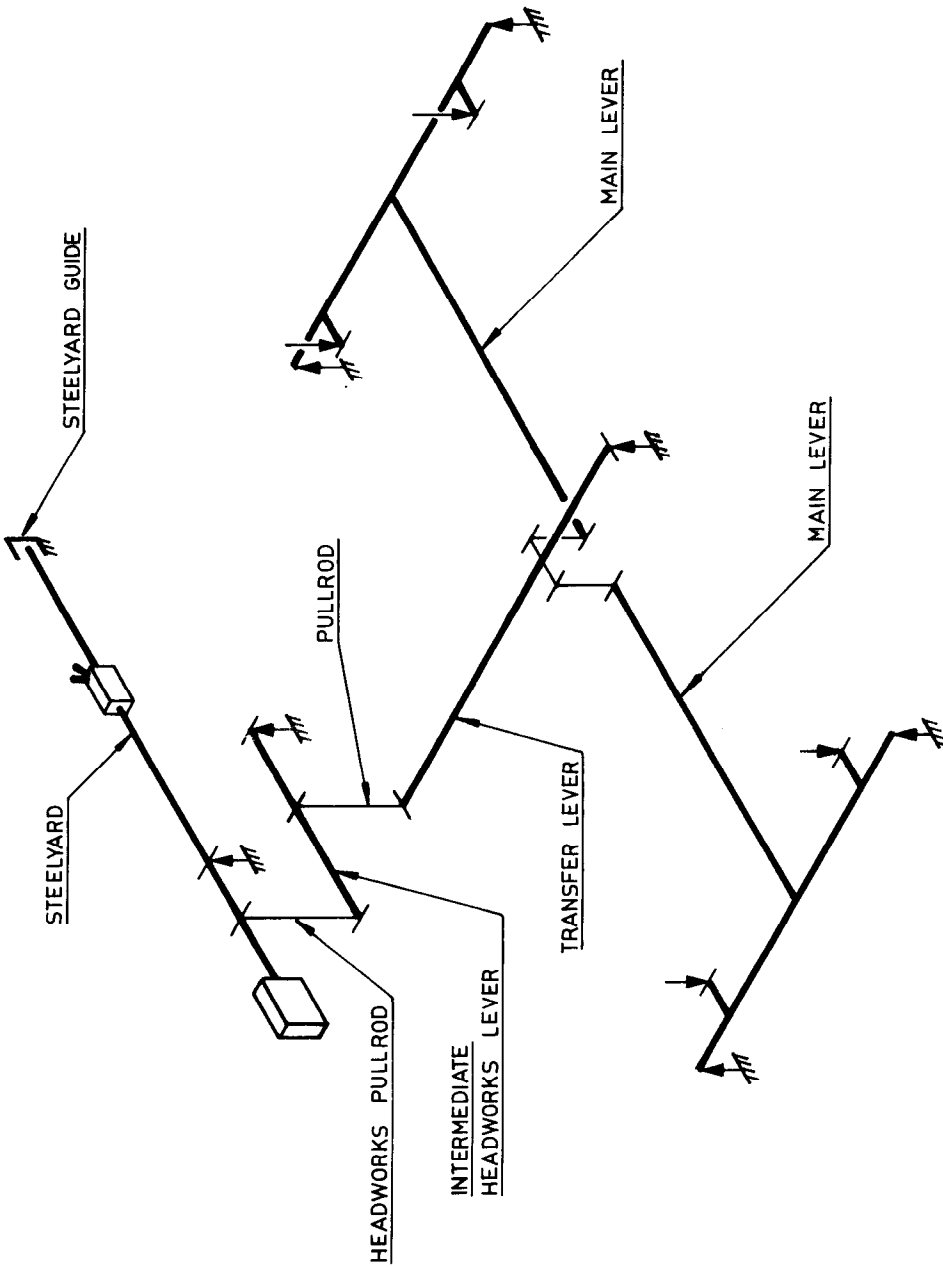 STEELYARD GUIDE
STEELYARD
MAIN LEVER
PULLROD
MAIN LEVER
TRANSFER LEVER
HEADWORKS PULLROD
INTERMEDIATE
HEADWORKS LEVER